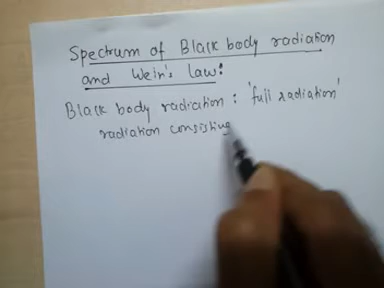 Spectrum of Black body radiation
and Wein's law:
Black body radiation : 'full radiation'
radiation consisting